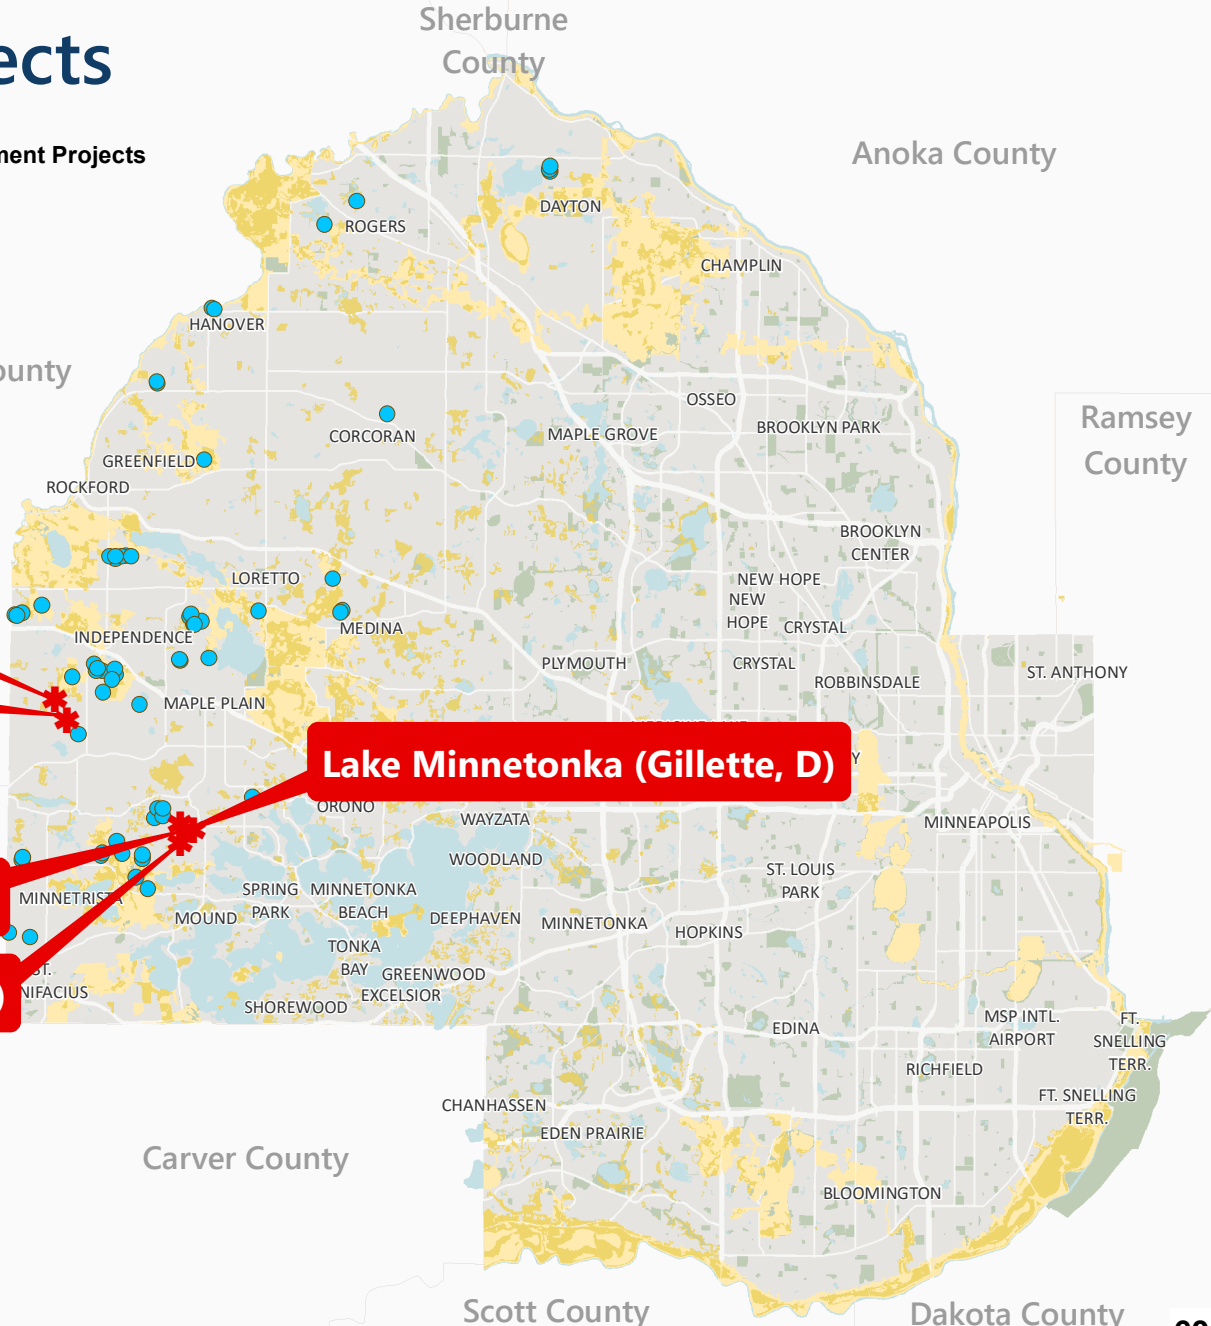 Sherburne
County
ects
ment Projects
Anoka County
DAYTON
ROGERS
CHAMPLIN
HANOVER
ounty
OSSEO
Ramsey
County
BROOKLYN PARK
MAPLE GROVE
CORCORAN
GREENFIELD
ROCKFORD
BROOKLYN
CENTER
LORETTO
NEW HOPE
NEW
HOPE
CRYSTAL
MEDINA
INDEPENDENCE
PLYMOUTH
CRYSTAL
ST. ANTHONY
ROBBINSDALE
MAPLE PLAIN
Lake Minnetonka (Gillette, D)
Y
ORONO
WAYZATA
MINNEAPOLIS
WOODLAND
ST. LOUIS
PARK
MINNETRISTA
SPRING
PARK
MINNETONKA
BEACH
MOUND
DEEPHAVEN
MINNETONKA
HOPKINS
TONKA
BAY
GREENWOOD
ST.
NIFACIUS
EXCELSIOR
SHOREWOOD
)
MSP INTL.
AIRPORT
FT.
SNELLING
TERR.
EDINA
RICHFIELD
FT. SNELLING
TERR.
CHANHASSEN
EDEN PRAIRIE
Carver County
BLOOMINGTON
Scott County
Dakota County